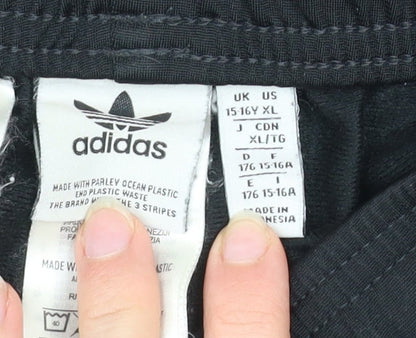 adidas
MADE WITH PARLEY OCEAN PLASTIC
END PLASTIC WASTE
THE BRAND THE 3 STRIPES
UK US
15-16Y XL
J CDN
XL/TG
D F
176 15-16A
E I
176 15-16A
MADE IN
MADE
40